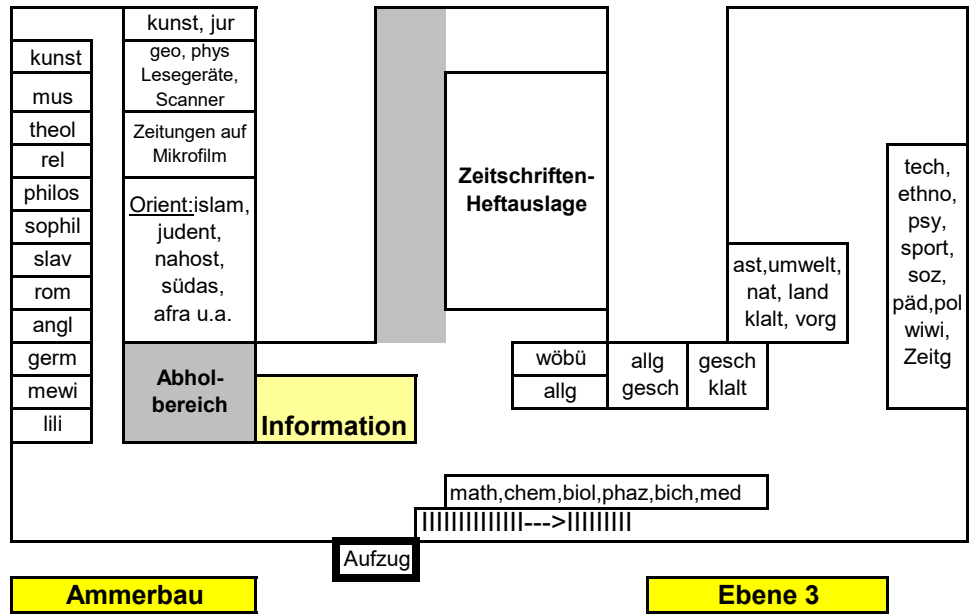 kunst, jur
kunst
mus
theol
rel
philos
sophil
slav
rom
angl
germ
mewi
lili
geo, phys
Lesegeräte,
Scanner
Zeitungen auf
Mikrofilm
Orient:islam,
judent,
nahost,
südas,
afra u.a.
Abhol-
bereich
Information
Zeitschriften-
Heftauslage
wöbü
allg
allg
gesch
gesch
klalt
ast,umwelt,
nat, land
klalt, vorg
tech,
ethno,
psy,
sport,
soz,
päd,pol
wiwi,
Zeitg
math,chem,biol,phaz,bich,med
IIIIIIIIIIIIII--->IIIIIIIII
Aufzug
Ammerbau
Ebene 3